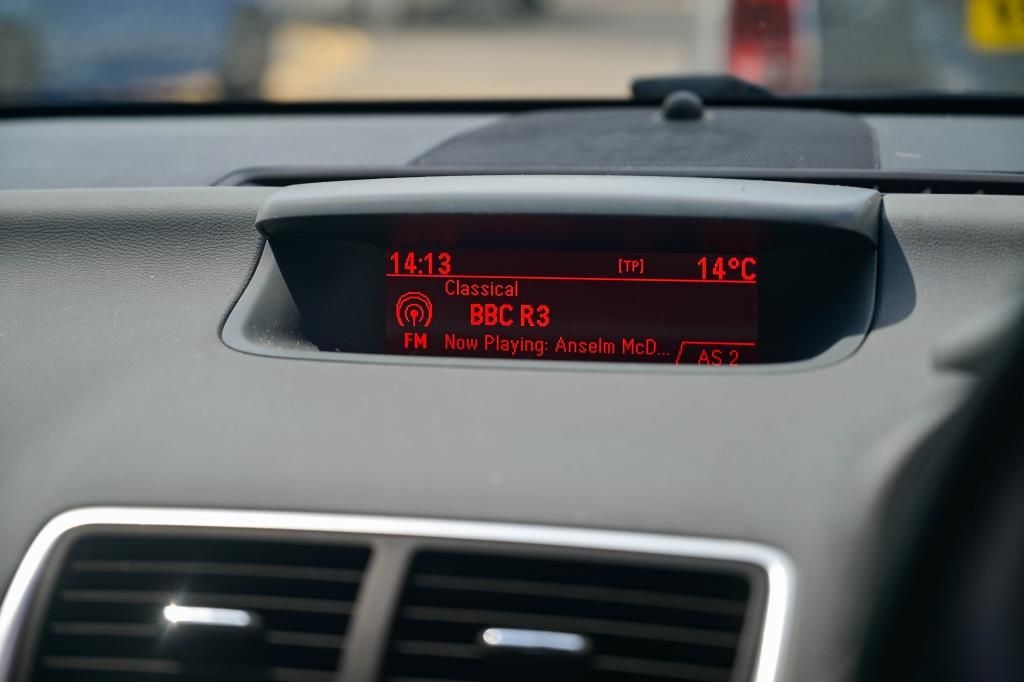 14:13 [TP] 14°C
Classical
BBC R3
FM Now Playing: Anselm McD...
AS 2